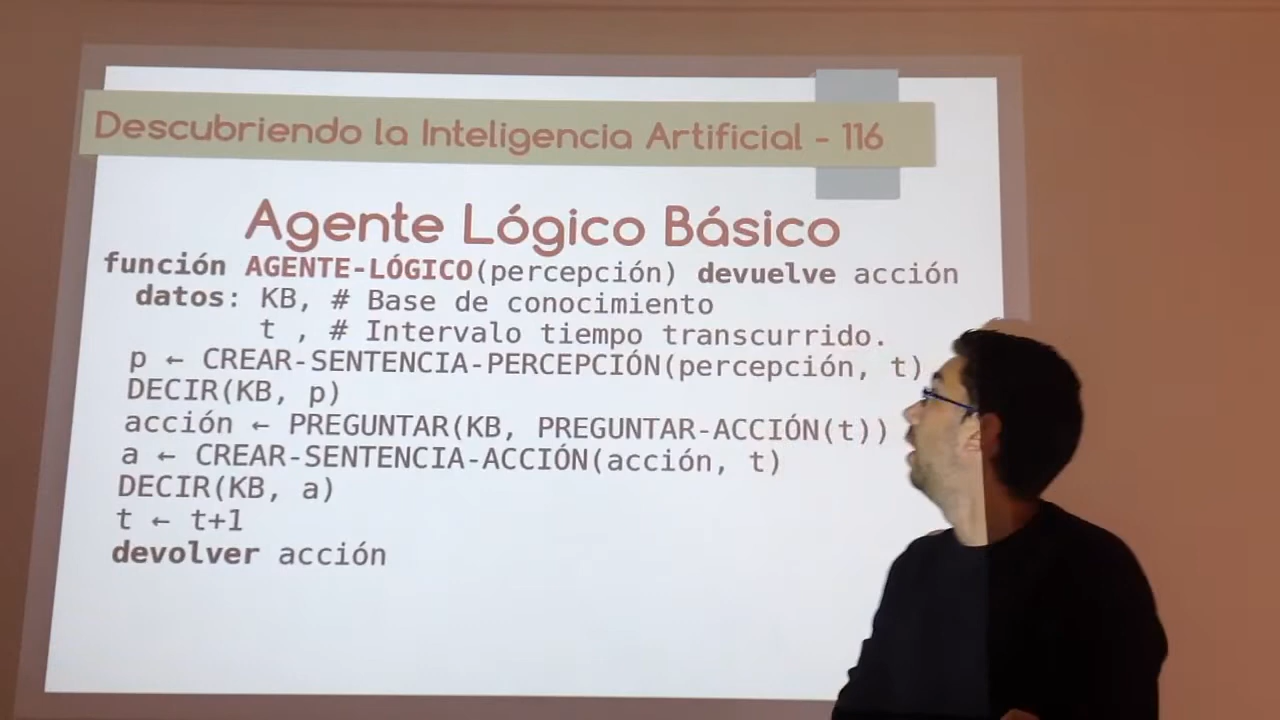 Descubriendo la Inteligencia Artificial - 116
Agente Lógico Básico
función AGENTE-LÓGICO(percepción) devuelve acción
datos: KB, # Base de conocimiento
t , # Intervalo tiempo transcurrido.
p ← CREAR-SENTENCIA-PERCEPCIÓN(percepción, t)
DECIR(KB, p)
acción ← PREGUNTAR(KB, PREGUNTAR-ACCIÓN(t))
a ← CREAR-SENTENCIA-ACCIÓN(acción, t)
DECIR(KB, a)
t ← t+1
devolver acción